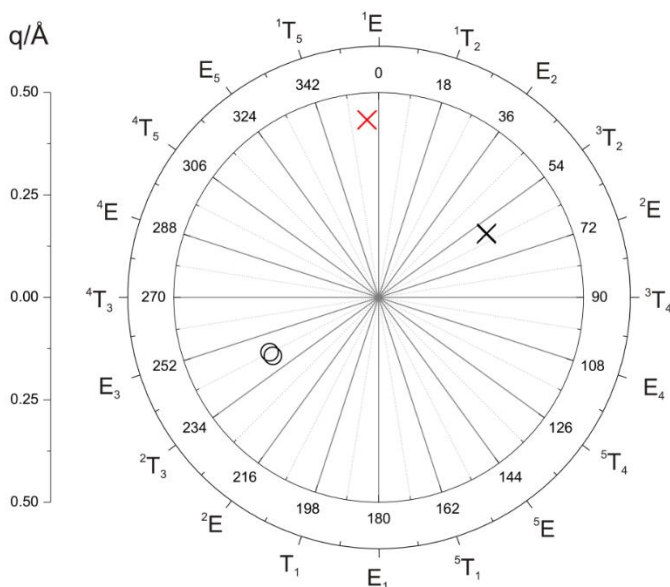 q/Å
0.50
0.25
0.00
0.25
0.50
¹E
¹T₂
E₂
³T₂
²E
³T₄
E₄
⁵T₄
⁵E
⁵T₁
E₁
T₁
²E
²T₃
E₃
⁴T₃
⁴E
⁴T₅
E₅
¹T₅
0
18
36
54
72
90
108
126
144
162
180
198
216
234
252
270
288
306
324
342